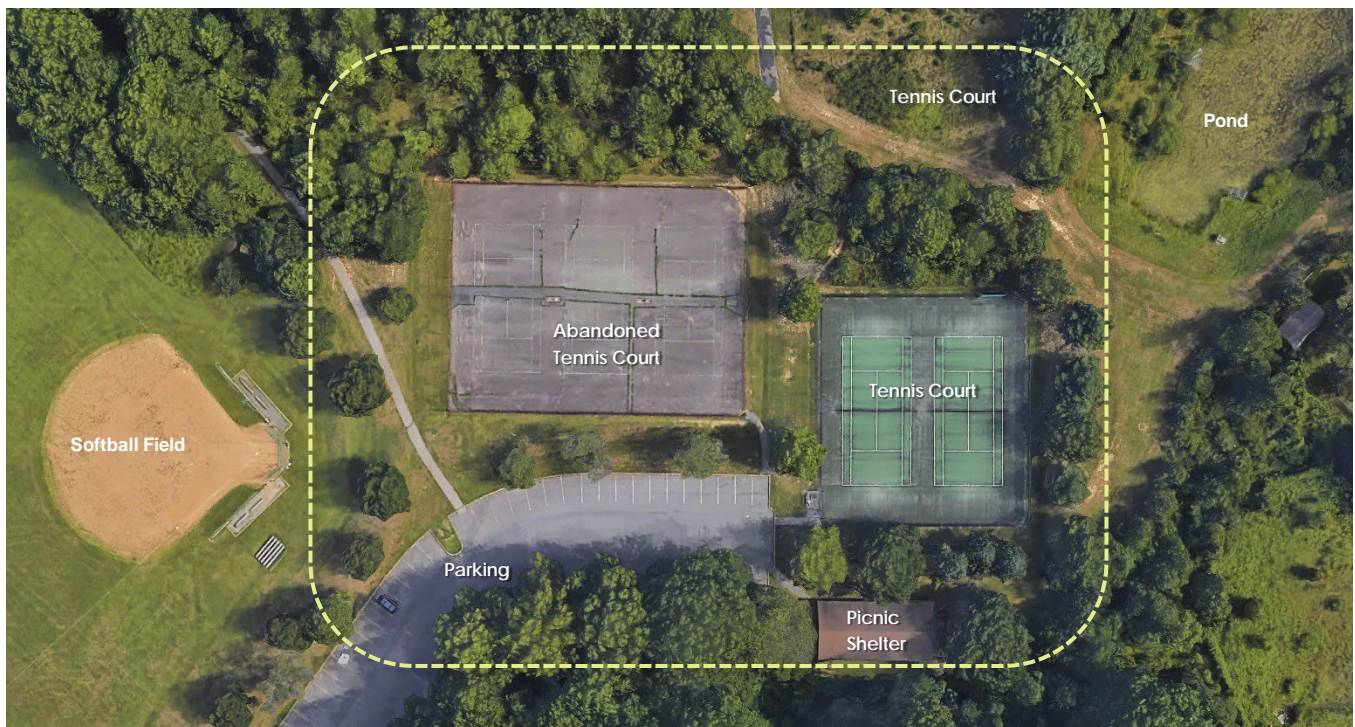 Tennis Court
Pond
Abandoned
Tennis Court
Tennis Court
Softball Field
Parking
Picnic
Shelter